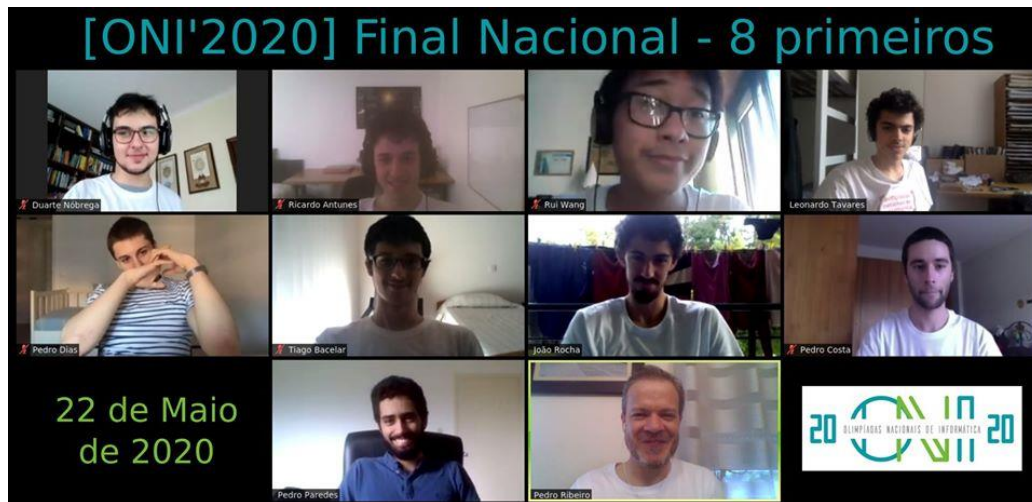 [ONI'2020] Final Nacional - 8 primeiros
Duarte Nóbrega
Ricardo Antunes
Rui Wang
Leonardo Tavares
Pedro Dias
Tiago Bacelar
João Rocha
Pedro Costa
22 de Maio
de 2020
Pedro Paredes
Pedro Ribeiro
20 ONI 20
OLIMPÍADAS NACIONAIS DE INFORMÁTICA